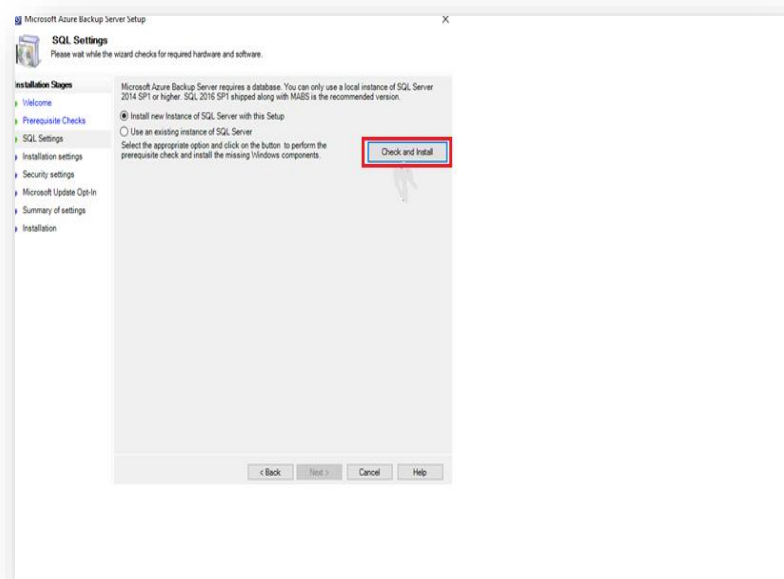 Microsoft Azure Backup Server Setup
X
SQL Settings
Please wait while the wizard checks for required hardware and software.
Installation Stages
Welcome
Prerequisite Checks
SQL Settings
Installation settings
Security settings
Microsoft Update Opt-In
Summary of settings
Installation
Microsoft Azure Backup Server requires a database. You can only use a local instance of SQL Server
2014 SP1 or higher. SQL 2016 SP1 shipped along with MABS is the recommended version.
Install new Instance of SQL Server with this Setup
Use an existing instance of SQL Server
Select the appropriate option and click on the button to perform the
prerequisite check and install the missing Windows components.
Check and Install
< Back
Next >
Cancel
Help